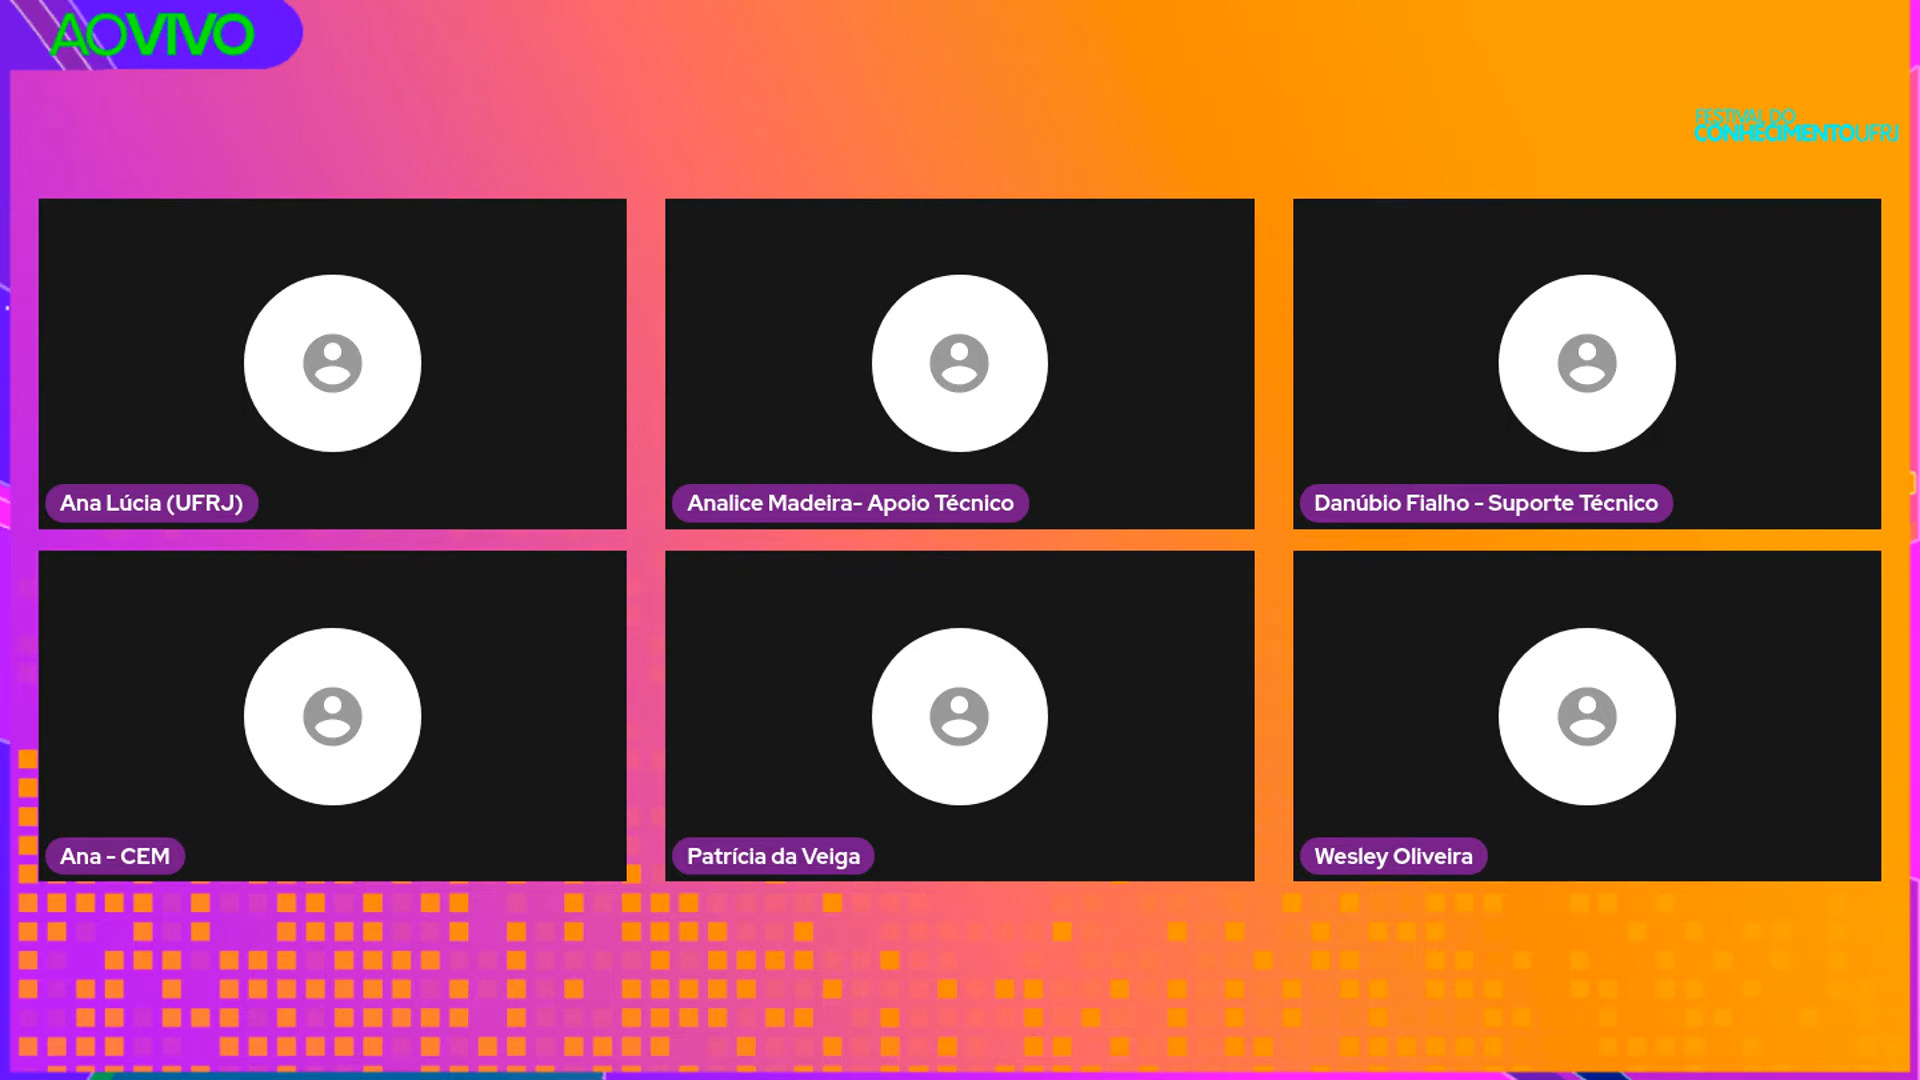 AOVIVO
FESTIVAL DO
CONHECIMENTOUFRJ
Ana Lúcia (UFRJ)
Analice Madeira- Apoio Técnico
Danúbio Fialho - Suporte Técnico
Ana - CEM
Patrícia da Veiga
Wesley Oliveira